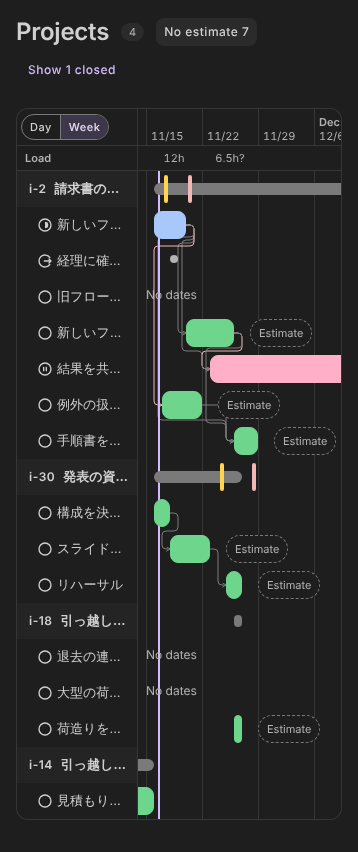 Projects 4 No estimate 7
Show 1 closed
Day Week
11/15 11/22 11/29 Dec 12/6
Load 12h 6.5h?
i-2 請求書の...
新しいフ...
経理に確...
旧フロー... No dates
新しいフ... Estimate
結果を共...
例外の扱... Estimate
手順書を... Estimate
i-30 発表の資...
構成を決...
スライド... Estimate
リハーサル Estimate
i-18 引っ越し...
退去の連... No dates
大型の荷... No dates
荷造りを... Estimate
i-14 引っ越し...
見積もり...